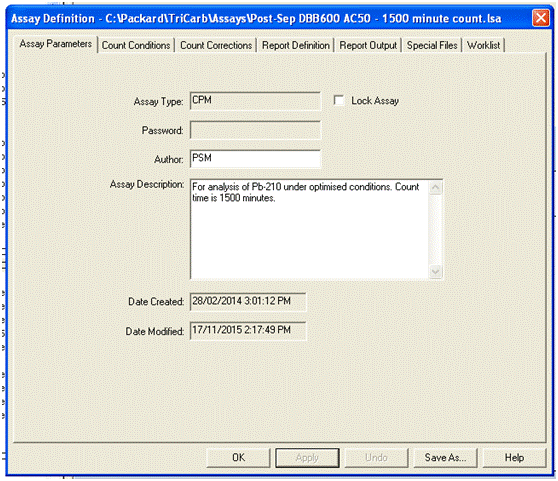 Assay Definition - C:\Packard\TriCarb\Assays\Post-Sep DBB600 AC50 - 1500 minute count.lsa
Assay Parameters Count Conditions Count Corrections Report Definition Report Output Special Files Worklist
Assay Type: CPM Lock Assay
Password:
Author: PSM
Assay Description: For analysis of Pb-210 under optimised conditions. Count
time is 1500 minutes.
Date Created: 28/02/2014 3:01:12 PM
Date Modified: 17/11/2015 2:17:49 PM
OK Apply Undo Save As... Help